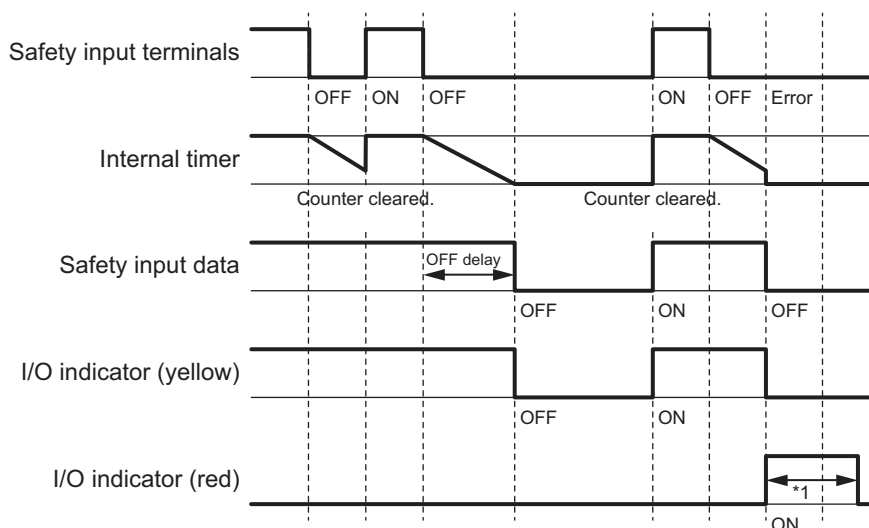 Safety input terminals
OFF ON OFF ON OFF Error
Internal timer
Counter cleared. Counter cleared.
Safety input data
OFF delay
OFF ON OFF
I/O indicator (yellow)
OFF ON
I/O indicator (red)
*1
ON